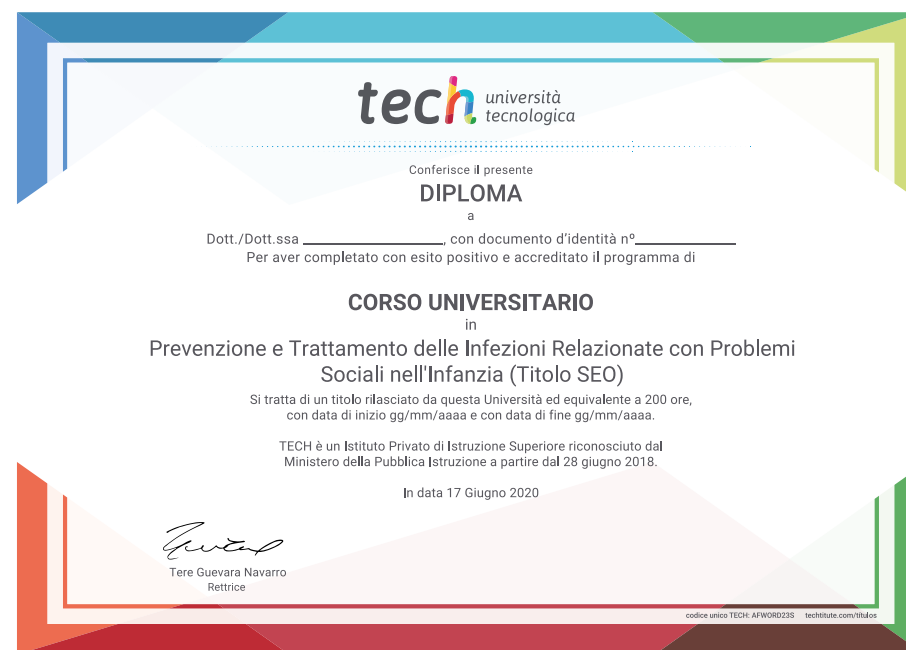 tech università
tecnologica
Conferisce il presente
DIPLOMA
a
Dott./Dott.ssa ____________________, con documento d'identità nº______________
Per aver completato con esito positivo e accreditato il programma di
CORSO UNIVERSITARIO
in
Prevenzione e Trattamento delle Infezioni Relazionate con Problemi
Sociali nell'Infanzia (Titolo SEO)
Si tratta di un titolo rilasciato da questa Università ed equivalente a 200 ore,
con data di inizio gg/mm/aaaa e con data di fine gg/mm/aaaa.
TECH è un Istituto Privato di Istruzione Superiore riconosciuto dal
Ministero della Pubblica Istruzione a partire dal 28 giugno 2018.
In data 17 Giugno 2020
Tere Guevara Navarro
Rettrice
codice unico TECH: AFWORD23S techtitute.com/titulos